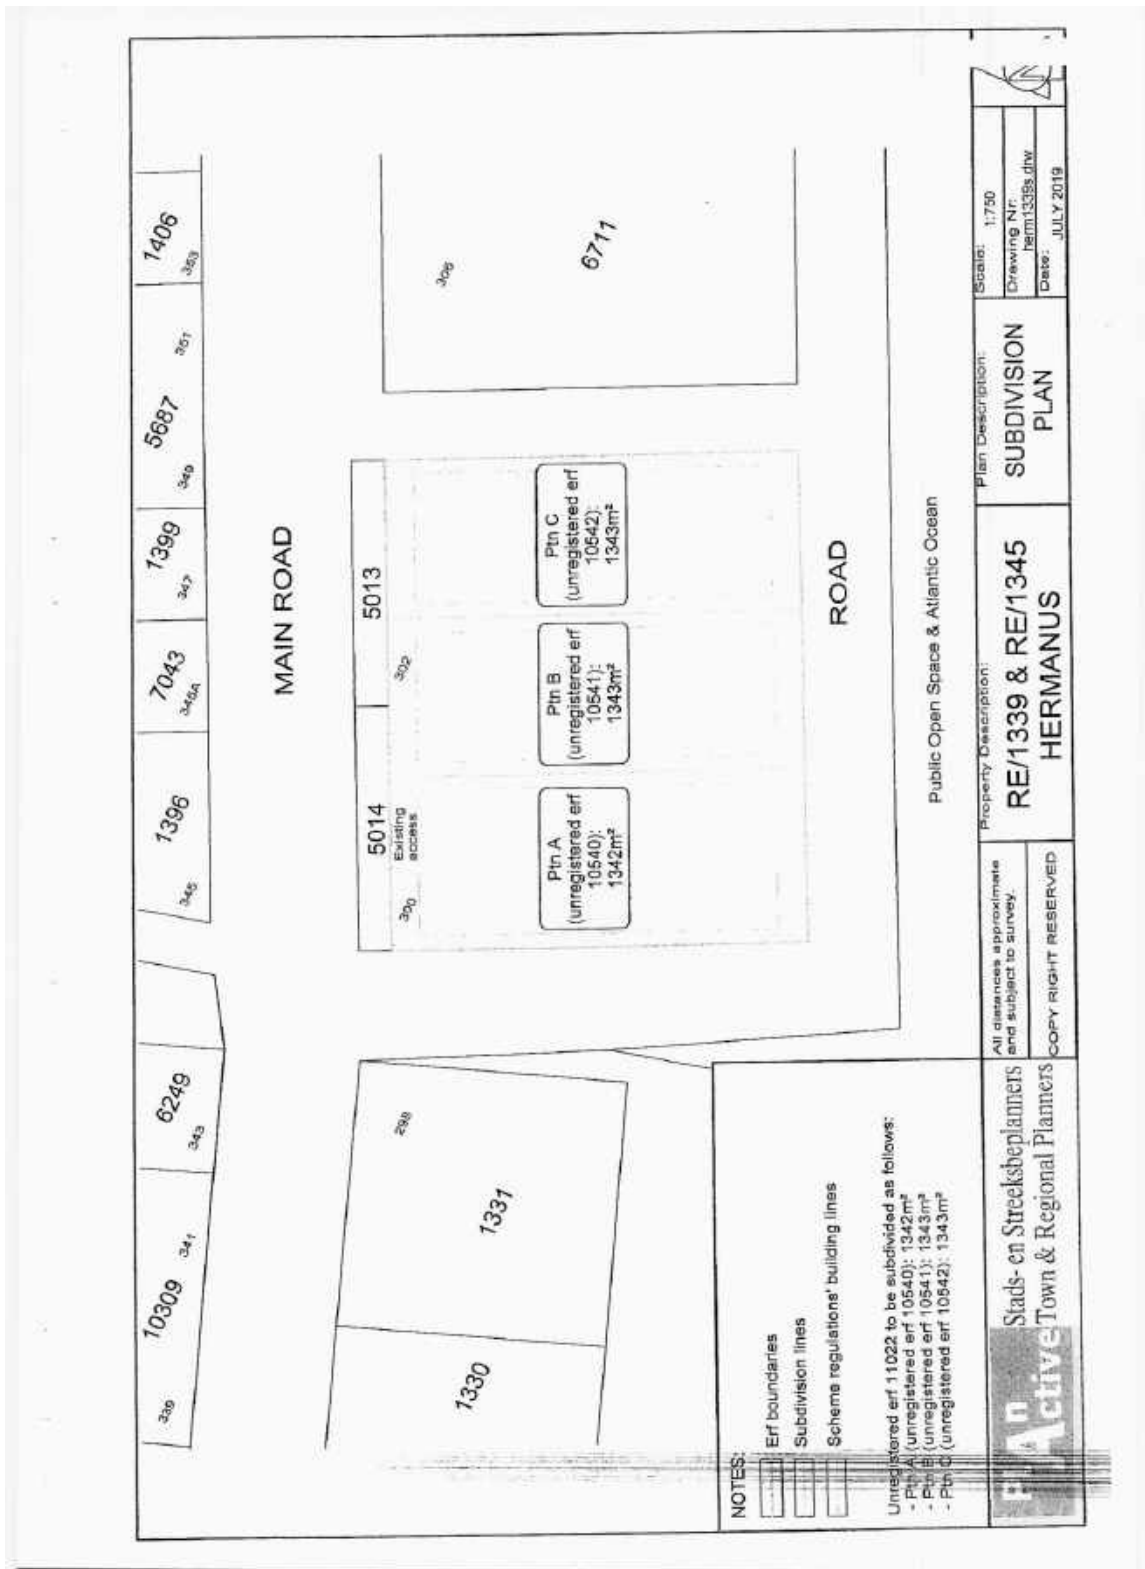 1406
353
351
5687
349
1399
347
7043
345A
1396
345
6249
343
341
10309
339
MAIN ROAD
5013
302
5014
Existing
access
300
306
6711
Ptn C
(unregistered erf
10542):
1343m²
Ptn B
(unregistered erf
10541):
1343m²
Ptn A
(unregistered erf
10540):
1342m²
298
1331
1330
ROAD
Public Open Space & Atlantic Ocean
NOTES:
Erf boundaries
Subdivision lines
Scheme regulations' building lines
Unregistered erf 11022 to be subdivided as follows:
- Ptn A (unregistered erf 10540): 1342m²
- Ptn B (unregistered erf 10541): 1343m²
- Ptn C (unregistered erf 10542): 1343m²
Plan Active
Stads- en Streeksbeplanners
Town & Regional Planners
All distances approximate
and subject to survey.
COPY RIGHT RESERVED
Property Description:
RE/1339 & RE/1345
HERMANUS
Plan Description:
SUBDIVISION
PLAN
Scale:
1:750
Drawing Nr:
herm1339s.drw
Date:
JULY 2019
N